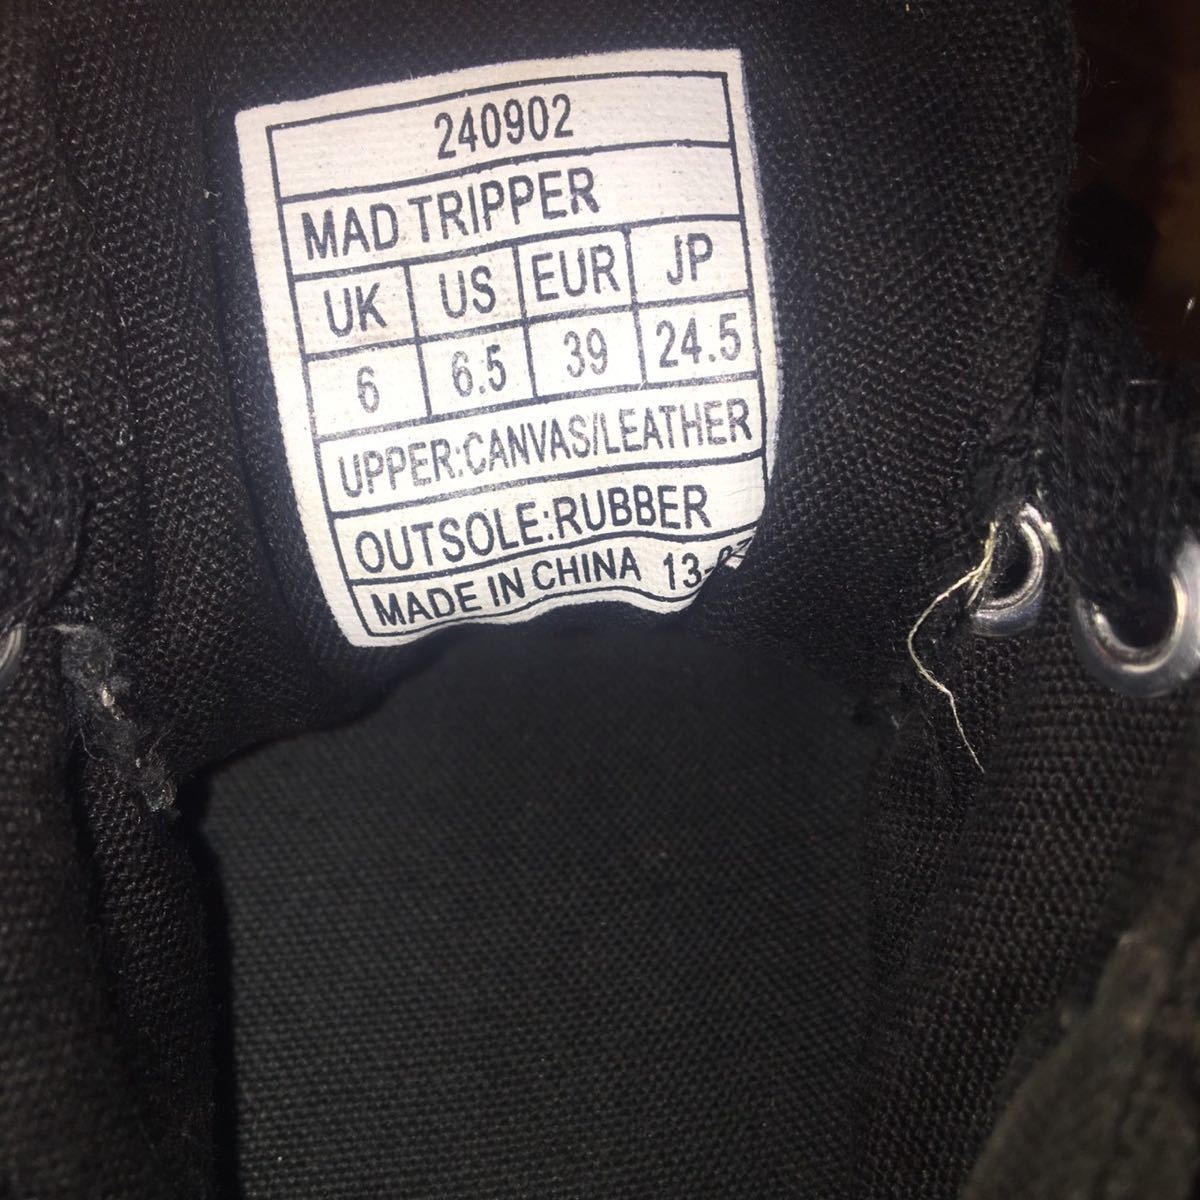 240902
MAD TRIPPER
UK US EUR JP
6 6.5 39 24.5
UPPER:CANVAS/LEATHER
OUTSOLE:RUBBER
MADE IN CHINA